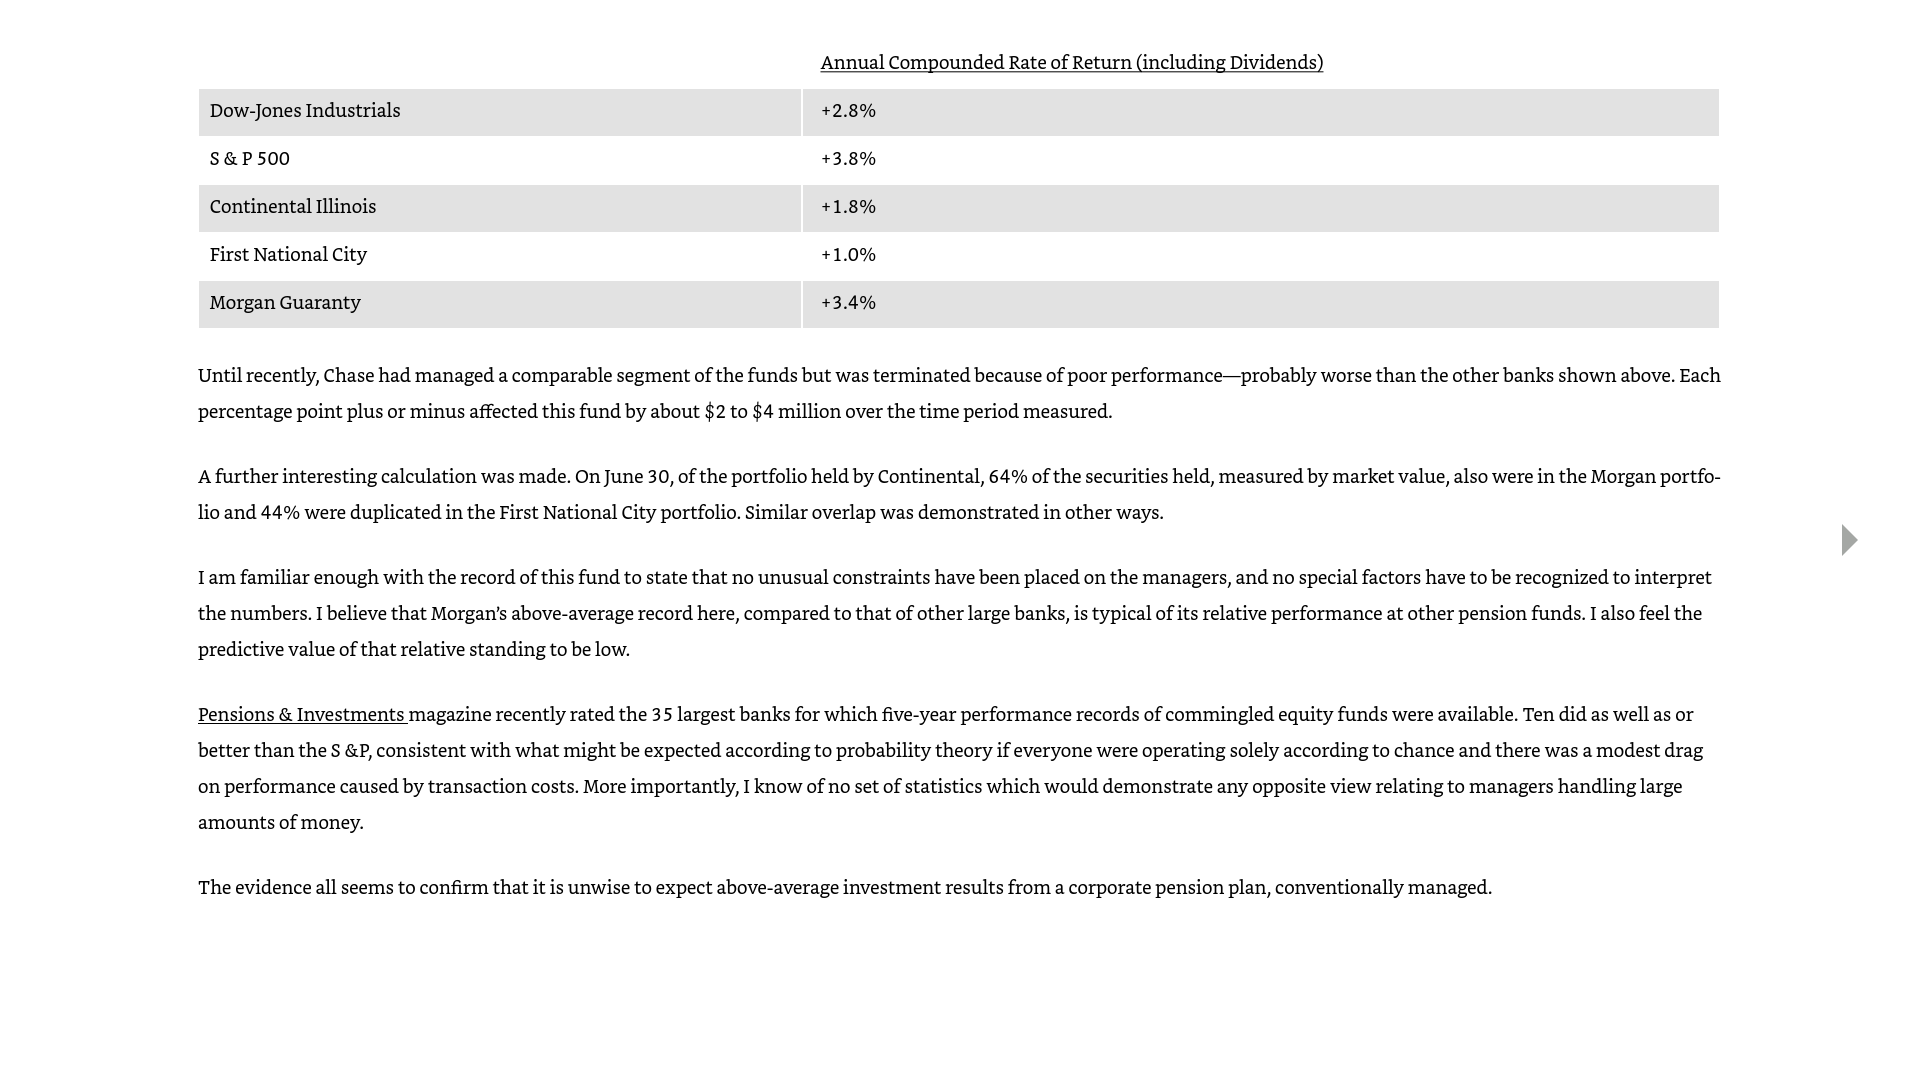 Annual Compounded Rate of Return (including Dividends)
Dow-Jones Industrials +2.8%
S & P 500 +3.8%
Continental Illinois +1.8%
First National City +1.0%
Morgan Guaranty +3.4%
Until recently, Chase had managed a comparable segment of the funds but was terminated because of poor performance—probably worse than the other banks shown above. Each
percentage point plus or minus affected this fund by about $2 to $4 million over the time period measured.
A further interesting calculation was made. On June 30, of the portfolio held by Continental, 64% of the securities held, measured by market value, also were in the Morgan portfo-
lio and 44% were duplicated in the First National City portfolio. Similar overlap was demonstrated in other ways.
I am familiar enough with the record of this fund to state that no unusual constraints have been placed on the managers, and no special factors have to be recognized to interpret
the numbers. I believe that Morgan’s above-average record here, compared to that of other large banks, is typical of its relative performance at other pension funds. I also feel the
predictive value of that relative standing to be low.
Pensions & Investments magazine recently rated the 35 largest banks for which five-year performance records of commingled equity funds were available. Ten did as well as or
better than the S &P, consistent with what might be expected according to probability theory if everyone were operating solely according to chance and there was a modest drag
on performance caused by transaction costs. More importantly, I know of no set of statistics which would demonstrate any opposite view relating to managers handling large
amounts of money.
The evidence all seems to confirm that it is unwise to expect above-average investment results from a corporate pension plan, conventionally managed.